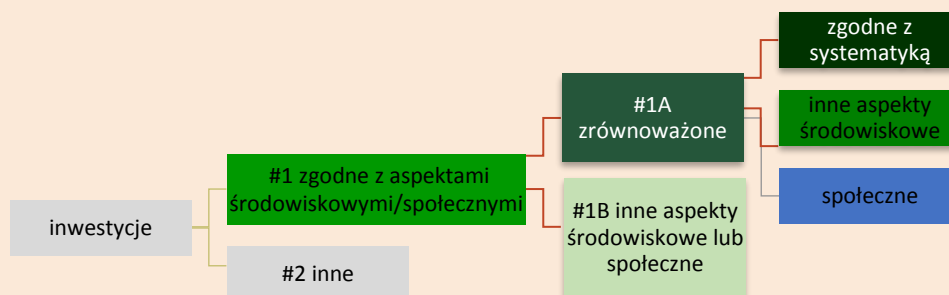 inwestycje
#1 zgodne z aspektami
środowiskowymi/społecznymi
#2 inne
#1A
zrównoważone
#1B inne aspekty
środowiskowe lub
społeczne
zgodne z
systematyką
inne aspekty
środowiskowe
społeczne